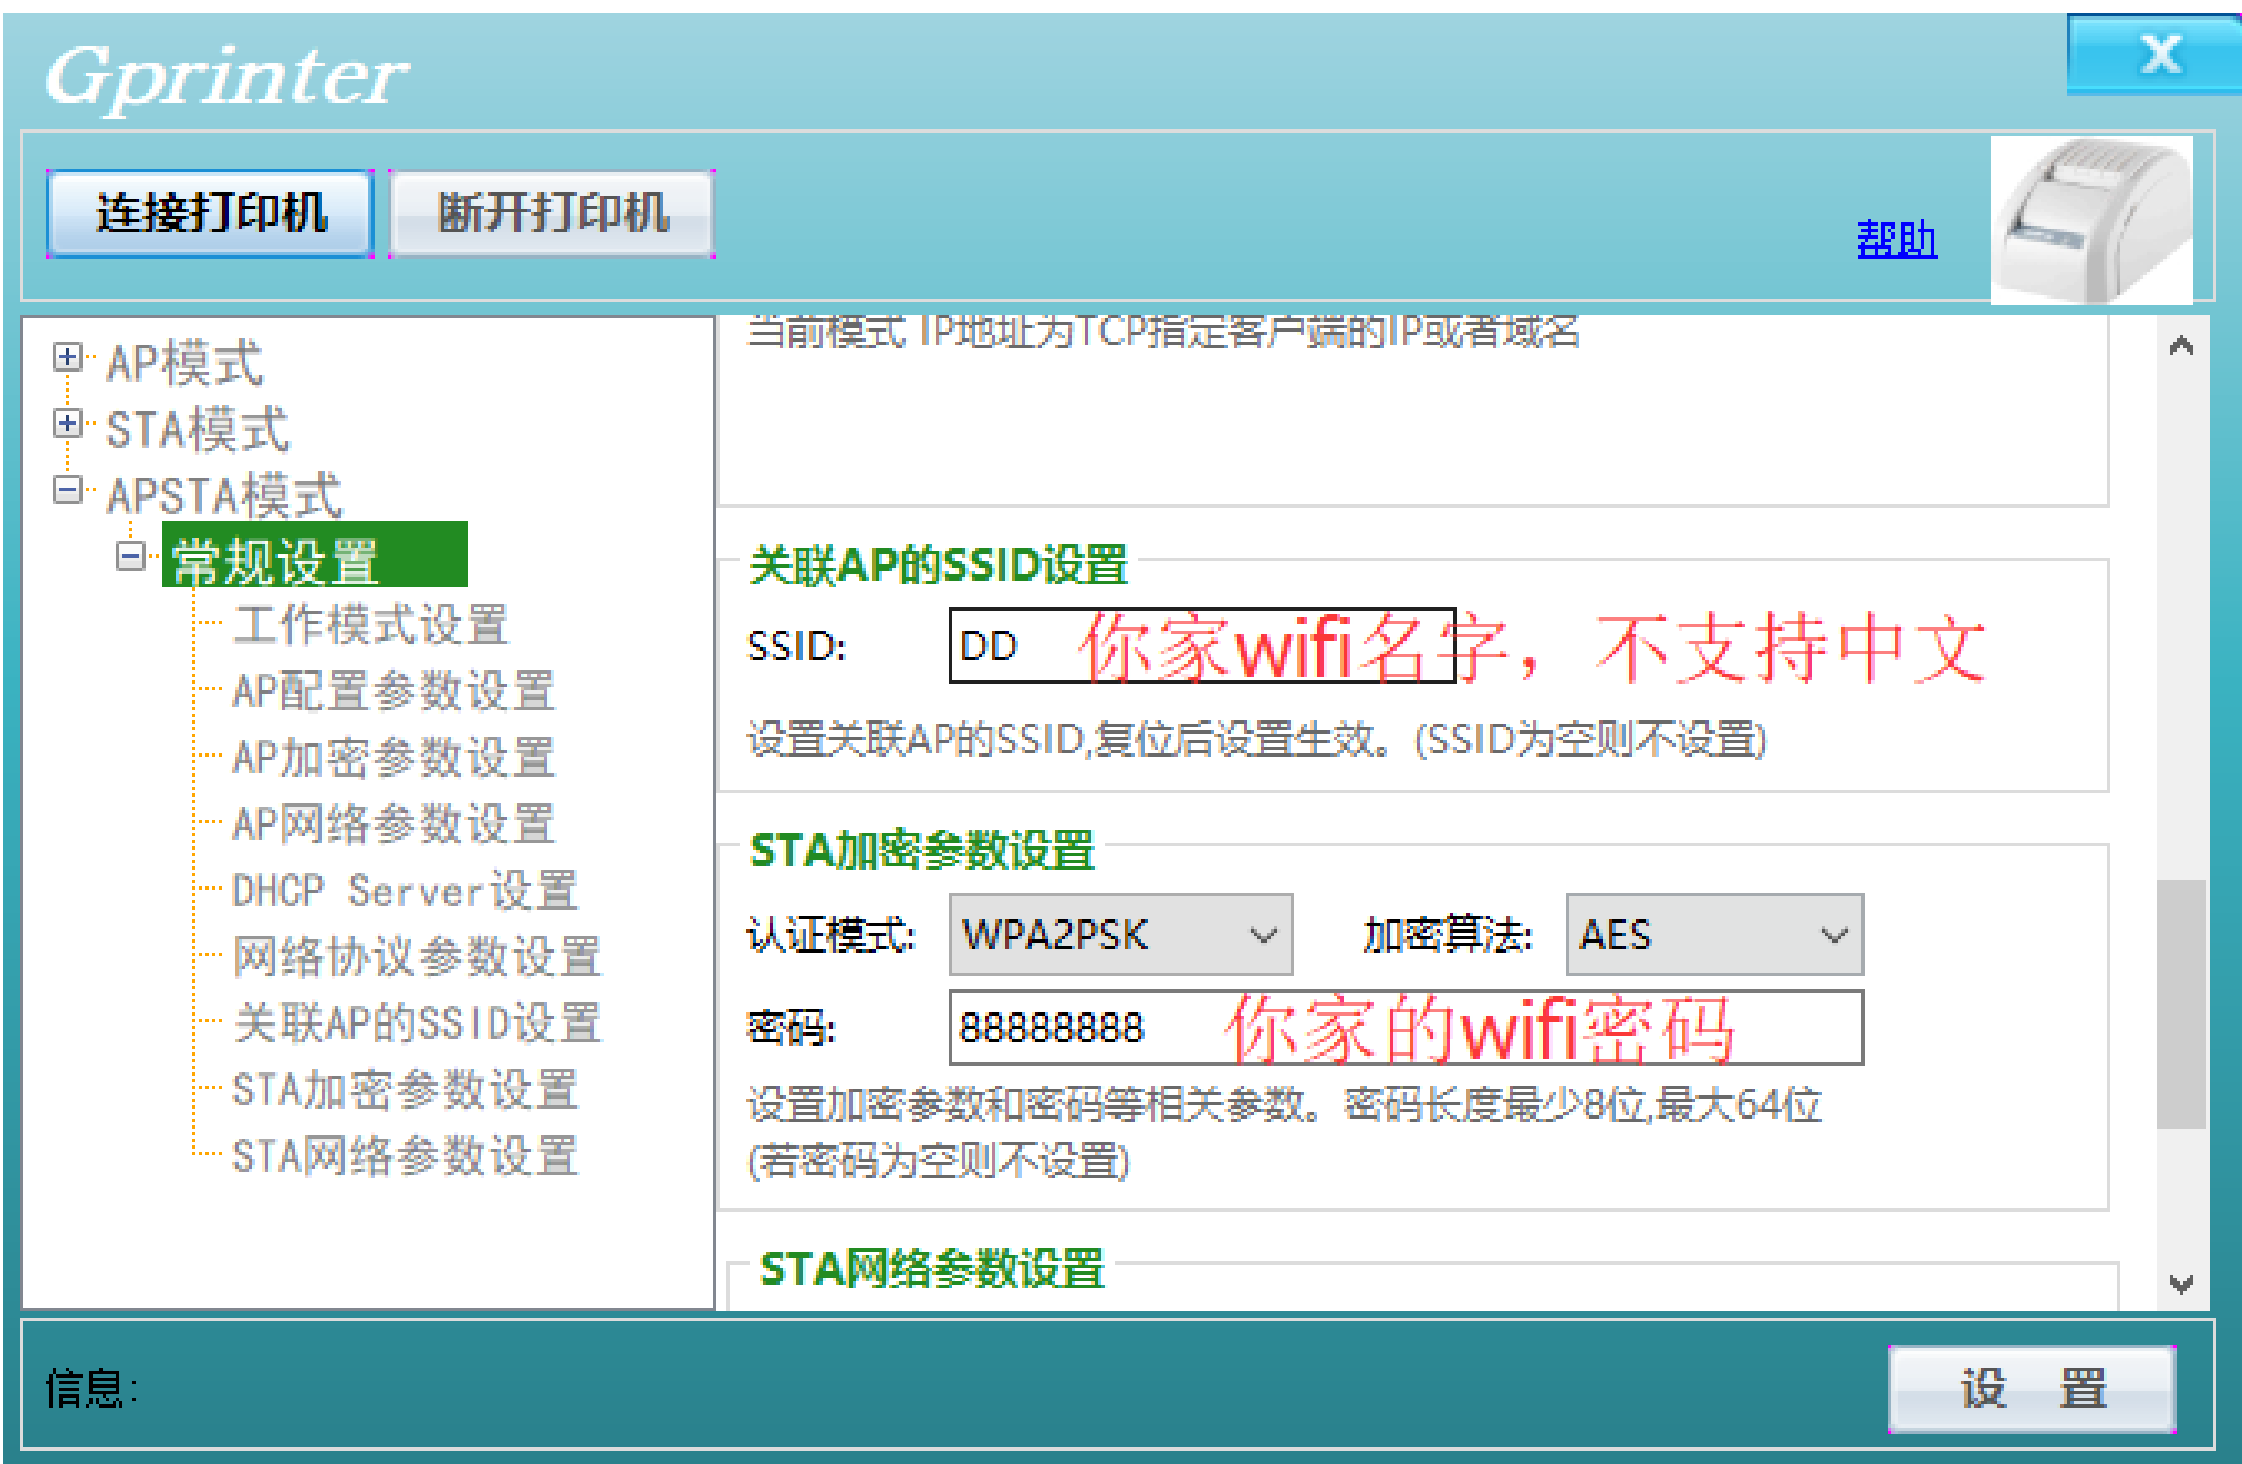 Gprinter
X
连接打印机
断开打印机
帮助
AP模式
STA模式
APSTA模式
常规设置
工作模式设置
AP配置参数设置
AP加密参数设置
AP网络参数设置
DHCP Server设置
网络协议参数设置
关联AP的SSID设置
STA加密参数设置
STA网络参数设置
当前模式 IP地址为TCP指定客户端的IP或者域名
关联AP的SSID设置
SSID: DD 你家wifi名字，不支持中文
设置关联AP的SSID,复位后设置生效。(SSID为空则不设置)
STA加密参数设置
认证模式: WPA2PSK 加密算法: AES
密码: 88888888 你家的wifi密码
设置加密参数和密码等相关参数。密码长度最少8位,最大64位
(若密码为空则不设置)
STA网络参数设置
信息:
设 置